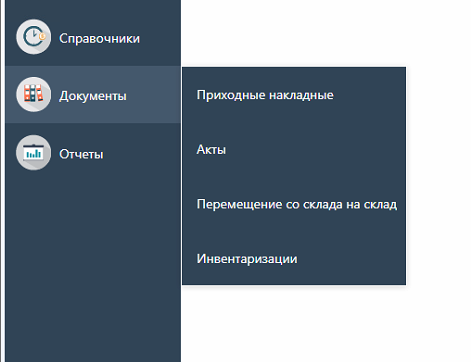 Справочники
Документы
Отчеты
Приходные накладные
Акты
Перемещение со склада на склад
Инвентаризации